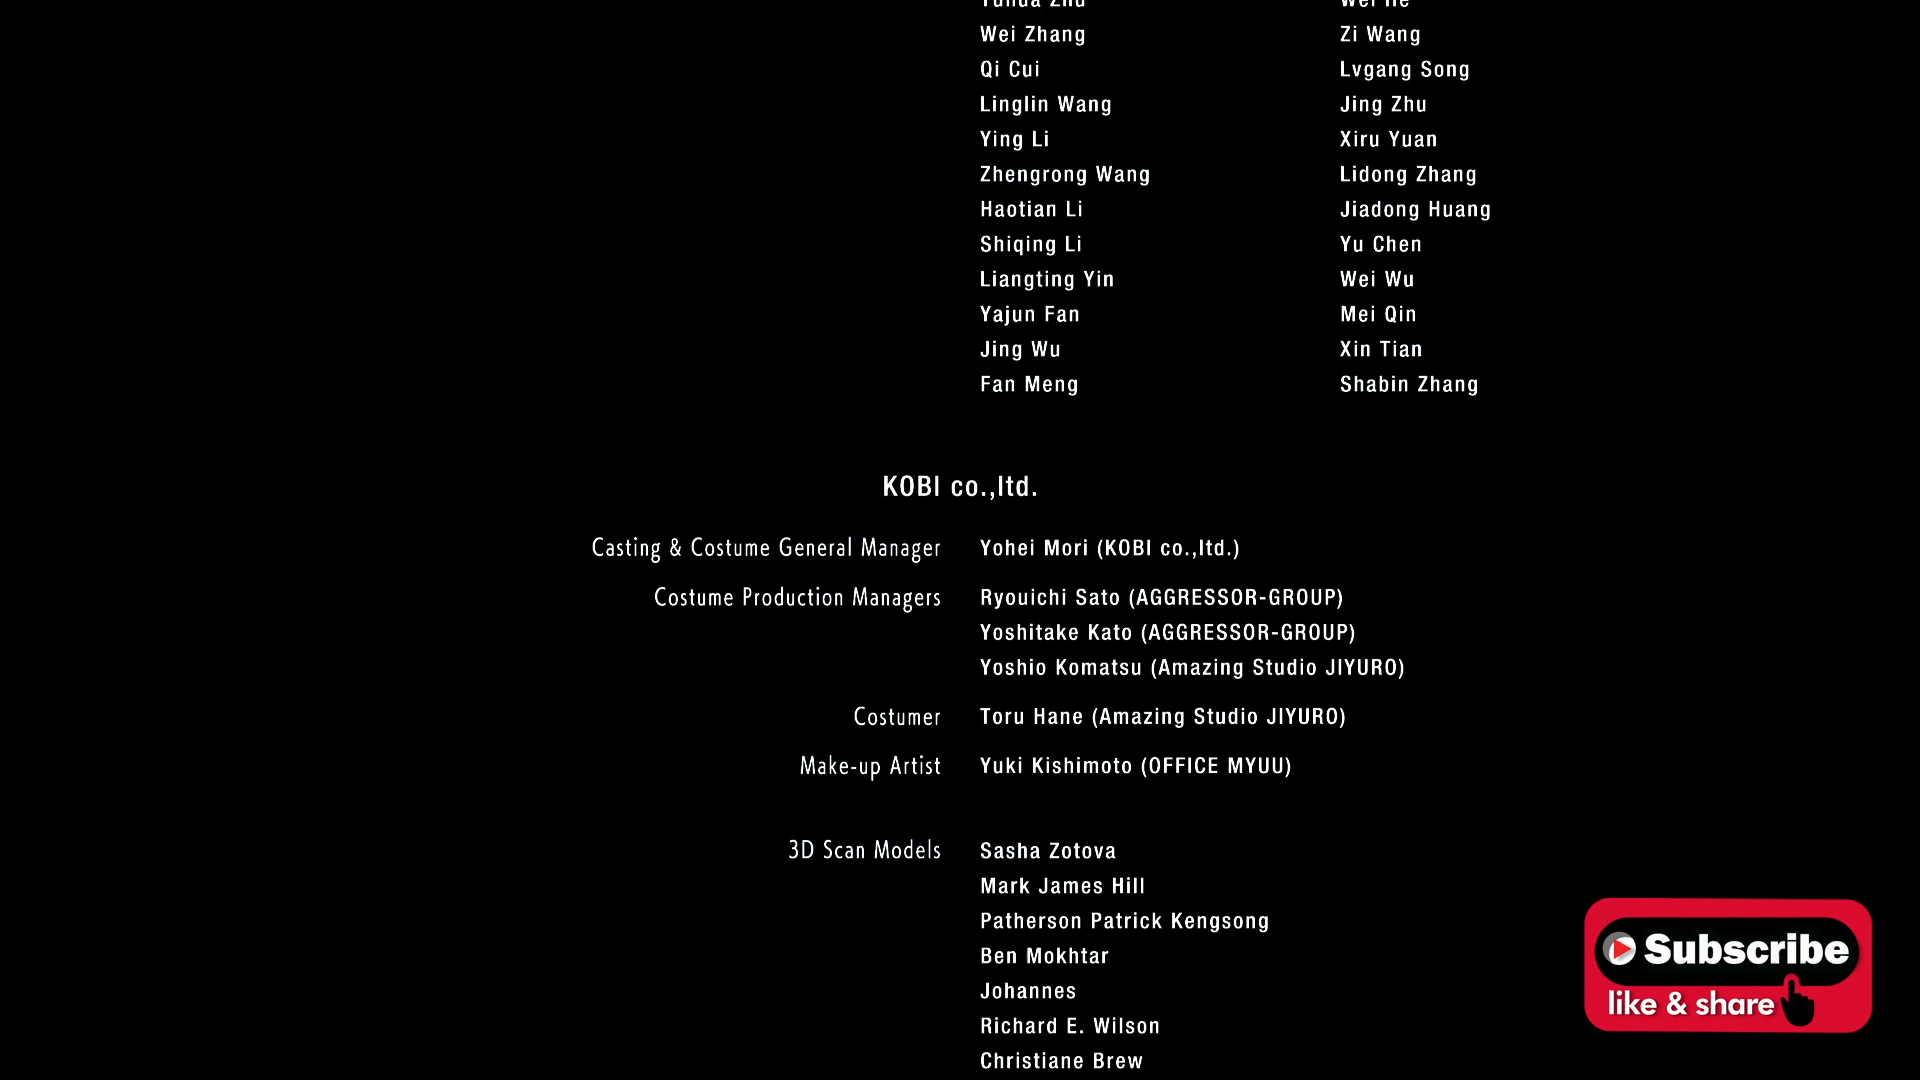 Wei Zhang Zi Wang
Qi Cui Lvgang Song
Linglin Wang Jing Zhu
Ying Li Xiru Yuan
Zhengrong Wang Lidong Zhang
Haotian Li Jiadong Huang
Shiqing Li Yu Chen
Liangting Yin Wei Wu
Yajun Fan Mei Qin
Jing Wu Xin Tian
Fan Meng Shabin Zhang
KOBI co.,ltd.
Casting & Costume General Manager Yohei Mori (KOBI co.,ltd.)
Costume Production Managers Ryouichi Sato (AGGRESSOR-GROUP)
Yoshitake Kato (AGGRESSOR-GROUP)
Yoshio Komatsu (Amazing Studio JIYURO)
Costumer Toru Hane (Amazing Studio JIYURO)
Make-up Artist Yuki Kishimoto (OFFICE MYUU)
3D Scan Models Sasha Zotova
Mark James Hill
Patherson Patrick Kengsong
Ben Mokhtar
Johannes
Richard E. Wilson
Christiane Brew
Subscribe
like & share